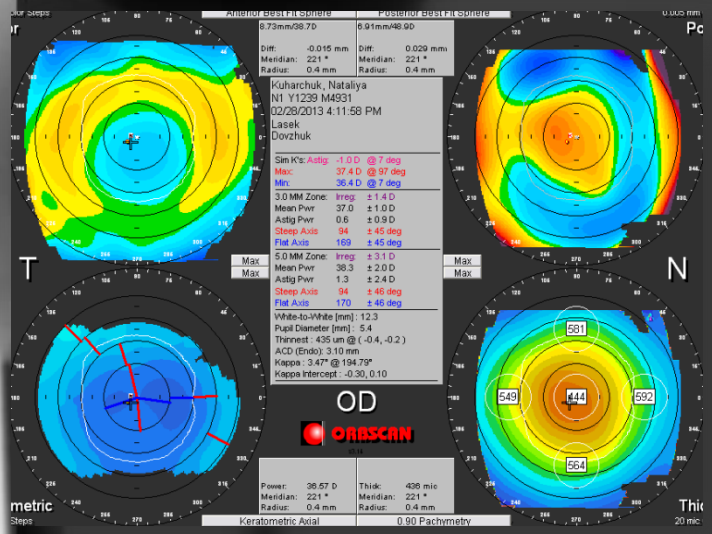 Color Steps
Anterior Best Fit Sphere
Posterior Best Fit Sphere
0.005 mm
8.73mm/38.7D
6.91mm/48.9D
Diff: -0.015 mm
Meridian: 221 °
Radius: 0.4 mm
Diff: 0.029 mm
Meridian: 221 °
Radius: 0.4 mm
Kuharchuk, Nataliya
N1 Y1239 M4931
02/28/2013 4:11:58 PM
Lasek
Dovzhuk
Sim K's: Astig: -1.0 D @ 7 deg
Max: 37.4 D @ 97 deg
Min: 36.4 D @ 7 deg
3.0 MM Zone: Irreg: ± 1.4 D
Mean Pwr 37.0 ± 1.0 D
Astig Pwr 0.6 ± 0.9 D
Steep Axis 94 ± 45 deg
Flat Axis 169 ± 45 deg
5.0 MM Zone: Irreg: ± 3.1 D
Mean Pwr 38.3 ± 2.0 D
Astig Pwr 1.3 ± 2.4 D
Steep Axis 94 ± 46 deg
Flat Axis 170 ± 46 deg
White-to-White [mm] : 12.3
Pupil Diameter [mm] : 5.4
Thinnest : 435 um @ ( -0.4, -0.2 )
ACD (Endo): 3.10 mm
Kappa : 3.47° @ 194.79°
Kappa Intercept : -0.30, 0.10
T
N
Max
Max
Max
Max
581
549
444
592
564
OD
ORBSCAN
Power: 36.57 D
Meridian: 221 °
Radius: 0.4 mm
Thick: 436 mic
Meridian: 221 °
Radius: 0.4 mm
metric
Steps
Keratometric Axial
0.90 Pachymetry
20 mic